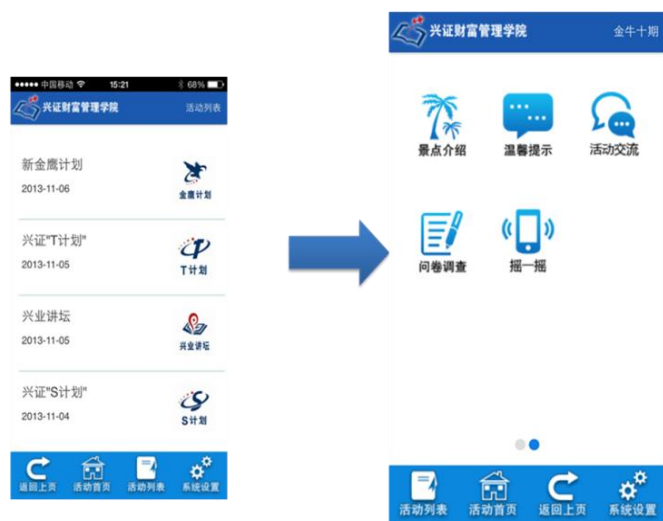 中国移动 15:21 68%
兴证财富管理学院 活动列表
新金鹰计划
2013-11-06
金鹰计划
兴证"T计划"
2013-11-05
T计划
兴业讲坛
2013-11-05
兴业讲坛
兴证"S计划"
2013-11-04
S计划
返回上页 活动首页 活动列表 系统设置
兴证财富管理学院 金牛十期
景点介绍 温馨提示 活动交流
问卷调查 摇一摇
活动列表 活动首页 返回上页 系统设置